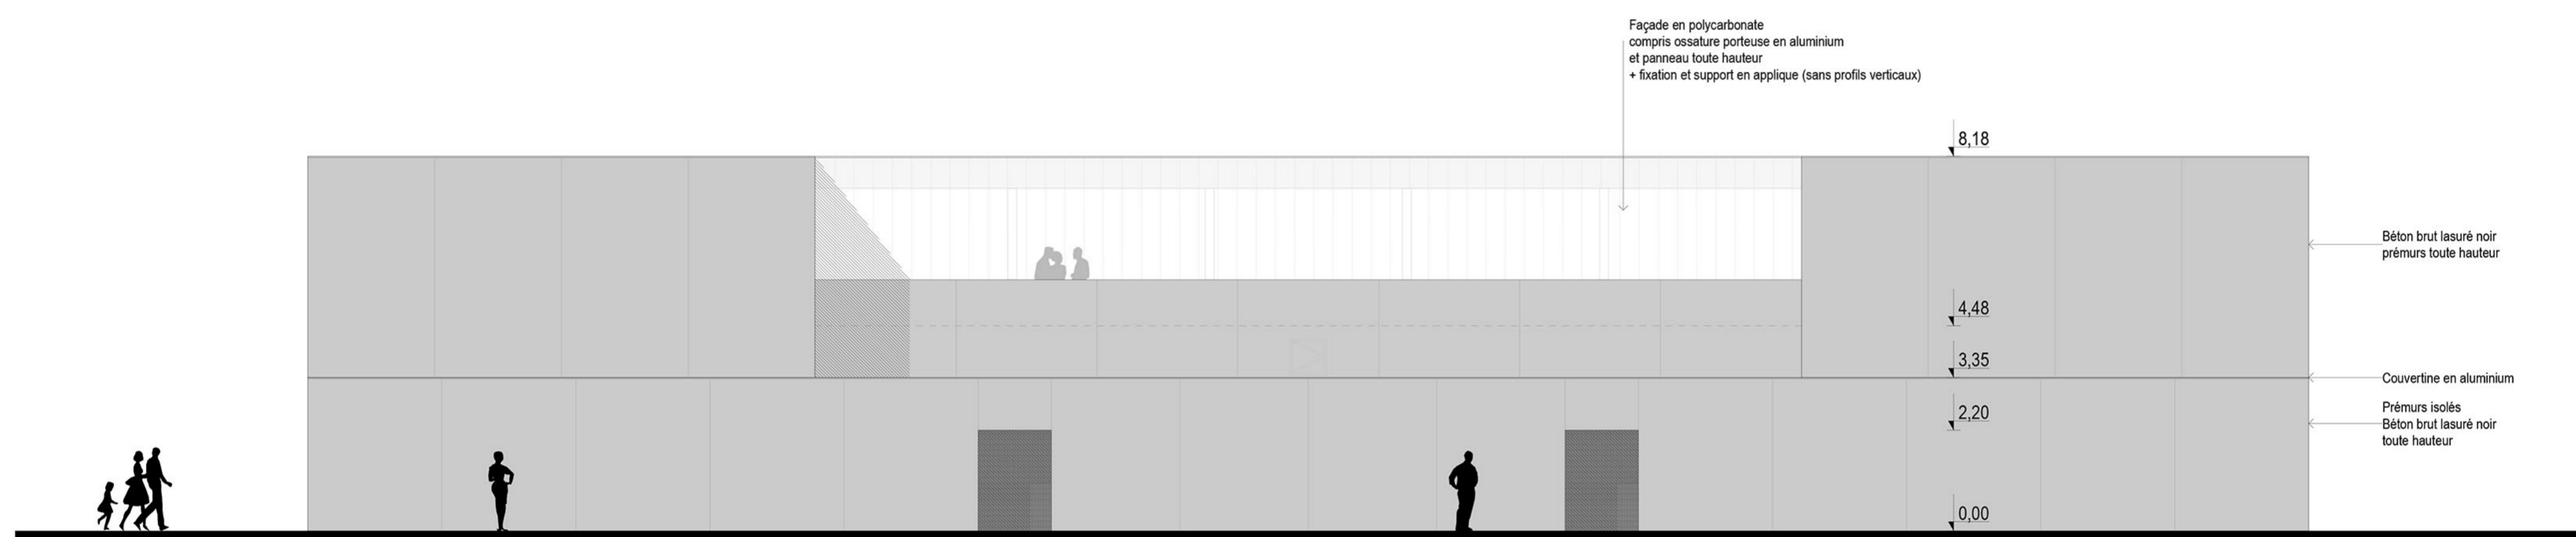 Façade en polycarbonate
compris ossature porteuse en aluminium
et panneau toute hauteur
+ fixation et support en applique (sans profils verticaux)
8,18
Béton brut lasuré noir
prémurs toute hauteur
4,48
3,35
Couvertine en aluminium
2,20
Prémurs isolés
Béton brut lasuré noir
toute hauteur
0,00